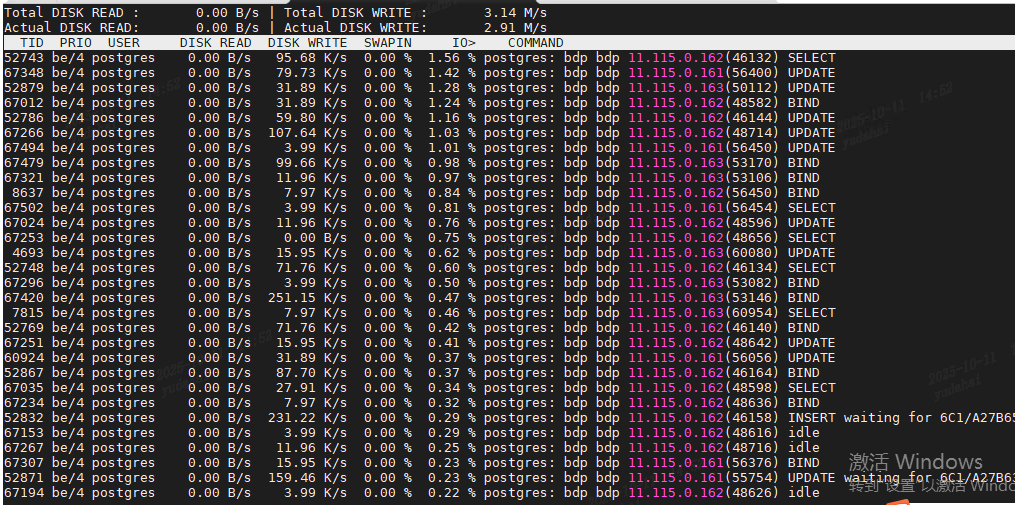 Total DISK READ :       0.00 B/s | Total DISK WRITE :       3.14 M/s
Actual DISK READ:       0.00 B/s | Actual DISK WRITE:       2.91 M/s
  TID  PRIO  USER     DISK READ  DISK WRITE  SWAPIN     IO>    COMMAND
52743 be/4 postgres    0.00 B/s   95.68 K/s  0.00 %  1.56 % postgres: bdp bdp 11.115.0.162(46132) SELECT
67348 be/4 postgres    0.00 B/s   79.73 K/s  0.00 %  1.42 % postgres: bdp bdp 11.115.0.161(56400) UPDATE
52879 be/4 postgres    0.00 B/s   31.89 K/s  0.00 %  1.28 % postgres: bdp bdp 11.115.0.163(50112) UPDATE
67012 be/4 postgres    0.00 B/s   31.89 K/s  0.00 %  1.24 % postgres: bdp bdp 11.115.0.162(48582) BIND
52786 be/4 postgres    0.00 B/s   59.80 K/s  0.00 %  1.16 % postgres: bdp bdp 11.115.0.162(46144) UPDATE
67266 be/4 postgres    0.00 B/s  107.64 K/s  0.00 %  1.03 % postgres: bdp bdp 11.115.0.162(48714) UPDATE
67494 be/4 postgres    0.00 B/s    3.99 K/s  0.00 %  1.01 % postgres: bdp bdp 11.115.0.161(56450) UPDATE
67479 be/4 postgres    0.00 B/s   99.66 K/s  0.00 %  0.98 % postgres: bdp bdp 11.115.0.163(53170) BIND
67321 be/4 postgres    0.00 B/s   11.96 K/s  0.00 %  0.97 % postgres: bdp bdp 11.115.0.163(53106) BIND
 8637 be/4 postgres    0.00 B/s    7.97 K/s  0.00 %  0.84 % postgres: bdp bdp 11.115.0.162(56450) BIND
67502 be/4 postgres    0.00 B/s    3.99 K/s  0.00 %  0.81 % postgres: bdp bdp 11.115.0.161(56454) SELECT
67024 be/4 postgres    0.00 B/s   11.96 K/s  0.00 %  0.76 % postgres: bdp bdp 11.115.0.162(48596) UPDATE
67253 be/4 postgres    0.00 B/s    0.00 B/s  0.00 %  0.75 % postgres: bdp bdp 11.115.0.162(48656) SELECT
 4693 be/4 postgres    0.00 B/s   15.95 K/s  0.00 %  0.62 % postgres: bdp bdp 11.115.0.163(60080) UPDATE
52748 be/4 postgres    0.00 B/s   71.76 K/s  0.00 %  0.60 % postgres: bdp bdp 11.115.0.162(46134) SELECT
67296 be/4 postgres    0.00 B/s    3.99 K/s  0.00 %  0.50 % postgres: bdp bdp 11.115.0.163(53082) BIND
67420 be/4 postgres    0.00 B/s  251.15 K/s  0.00 %  0.47 % postgres: bdp bdp 11.115.0.163(53146) BIND
 7815 be/4 postgres    0.00 B/s    7.97 K/s  0.00 %  0.46 % postgres: bdp bdp 11.115.0.163(60954) SELECT
52769 be/4 postgres    0.00 B/s   71.76 K/s  0.00 %  0.42 % postgres: bdp bdp 11.115.0.162(46140) BIND
67251 be/4 postgres    0.00 B/s   15.95 K/s  0.00 %  0.41 % postgres: bdp bdp 11.115.0.162(48642) UPDATE
60924 be/4 postgres    0.00 B/s   31.89 K/s  0.00 %  0.37 % postgres: bdp bdp 11.115.0.161(56056) UPDATE
52867 be/4 postgres    0.00 B/s   87.70 K/s  0.00 %  0.37 % postgres: bdp bdp 11.115.0.162(46164) BIND
67035 be/4 postgres    0.00 B/s   27.91 K/s  0.00 %  0.34 % postgres: bdp bdp 11.115.0.162(48598) SELECT
67234 be/4 postgres    0.00 B/s    7.97 K/s  0.00 %  0.32 % postgres: bdp bdp 11.115.0.162(48636) BIND
52832 be/4 postgres    0.00 B/s  231.22 K/s  0.00 %  0.29 % postgres: bdp bdp 11.115.0.162(46158) INSERT waiting for 6C1/A27B65
67153 be/4 postgres    0.00 B/s    3.99 K/s  0.00 %  0.29 % postgres: bdp bdp 11.115.0.162(48616) idle
67267 be/4 postgres    0.00 B/s   11.96 K/s  0.00 %  0.25 % postgres: bdp bdp 11.115.0.162(48716) idle
67307 be/4 postgres    0.00 B/s   15.95 K/s  0.00 %  0.23 % postgres: bdp bdp 11.115.0.161(56376) BIND
52871 be/4 postgres    0.00 B/s  159.46 K/s  0.00 %  0.23 % postgres: bdp bdp 11.115.0.161(55754) UPDATE waiting for 6C1/A27B63
67194 be/4 postgres    0.00 B/s    3.99 K/s  0.00 %  0.22 % postgres: bdp bdp 11.115.0.162(48626) idle
激活 Windows
转到"设置"以激活 Windo
2025-10-11
yudahai